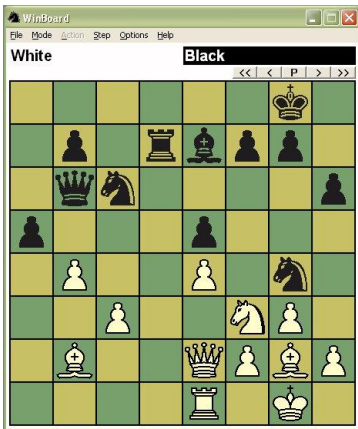 WinBoard
File Mode Action Step Options Help
White Black
<< < P > >>